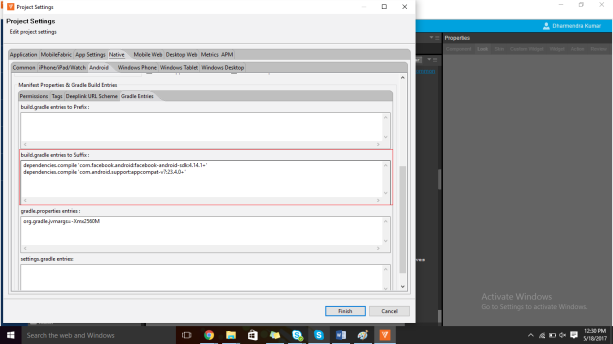 Project Settings
Project Settings
Edit project settings
Dharmendra Kumar
Properties
Application MobileFabric App Settings Native Mobile Web Desktop Web Metrics APM
Component Look Skin Custom Widget Widget Action Review
Common iPhone/iPad/Watch Android Windows Phone Windows Tablet Windows Desktop
Manifest Properties & Gradle Build Entries
Permissions Tags Deeplink URL Scheme Gradle Entries
build.gradle entries to Prefix :
build.gradle entries to Suffix :
dependencies.compile 'com.facebook.android:facebook-android-sdk:4.14.1+'
dependencies.compile 'com.android.support:appcompat-v7:23.4.0+'
gradle.properties entries :
org.gradle.jvmargs=-Xmx2560M
settings.gradle entries:
Activate Windows
Go to Settings to activate Windows.
Finish
Cancel
Search the web and Windows
12:30 PM
5/18/2017